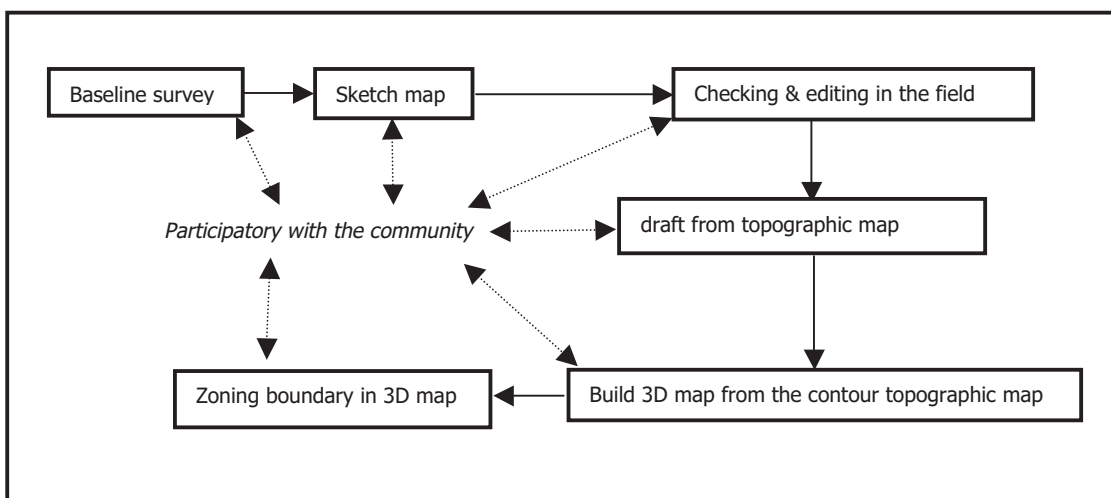 Baseline survey
Sketch map
Checking & editing in the field
Participatory with the community
draft from topographic map
Zoning boundary in 3D map
Build 3D map from the contour topographic map